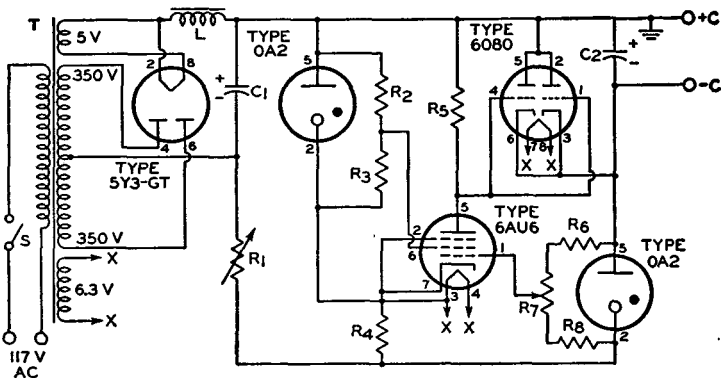 T
5 V
350 V
350 V
6.3 V
X
X
S
117 V
AC
L
2
8
4
6
TYPE
5Y3-GT
+
-
C1
R1
TYPE
0A2
5
2
R2
R3
R4
R5
TYPE
6080
5
2
4
1
6
7
8
3
X
X
5
TYPE
6AU6
2
6
1
7
3
4
X
X
C2
+
-
+C
-C
R6
R7
R8
5
TYPE
0A2
2